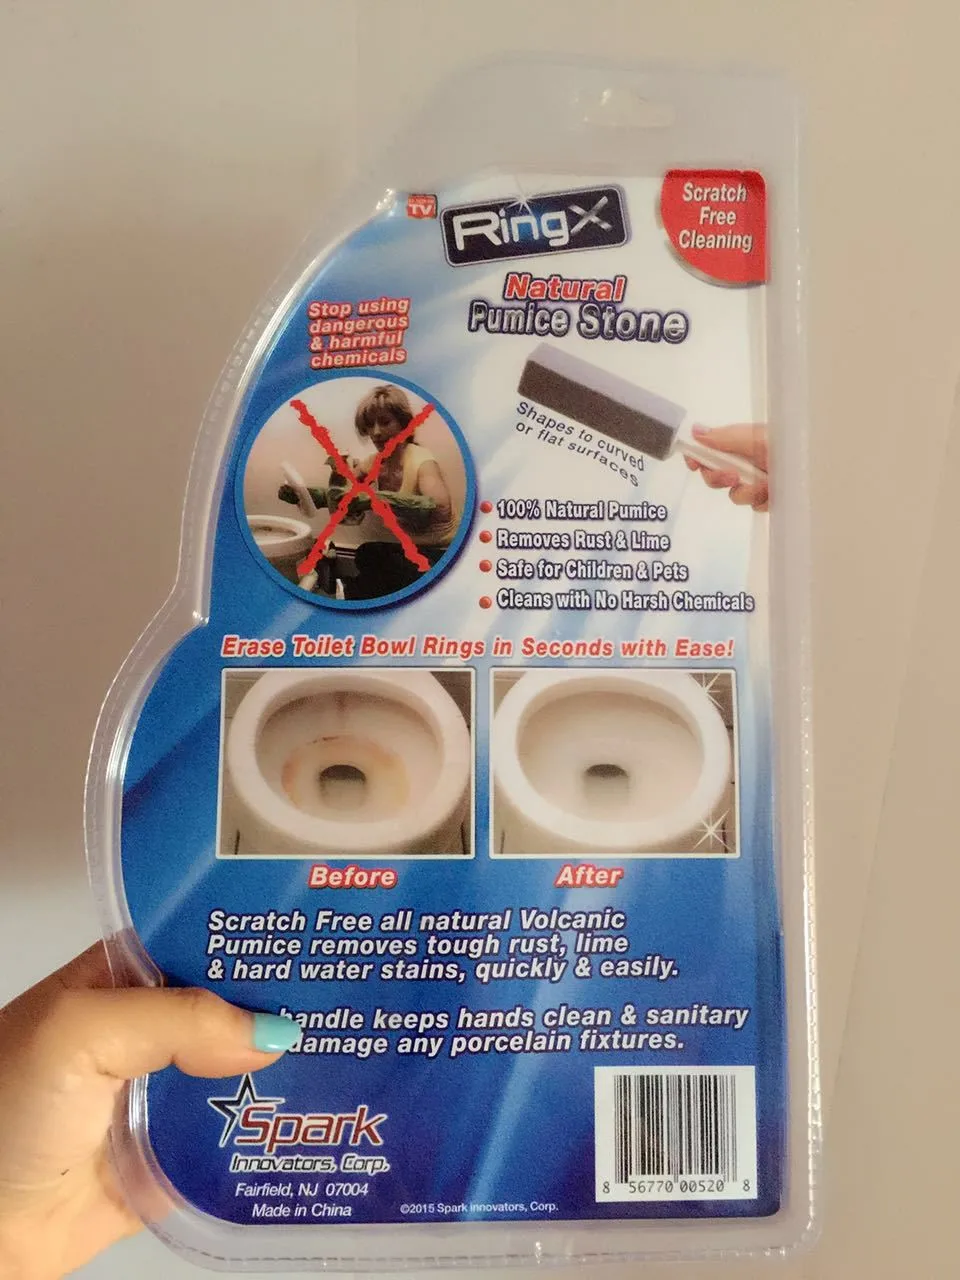 TV
RingX
Scratch
Free
Cleaning
Natural
Pumice Stone
Stop using
dangerous
& harmful
chemicals
Shapes to curved
or flat surfaces
100% Natural Pumice
Removes Rust & Lime
Safe for Children & Pets
Cleans with No Harsh Chemicals
Erase Toilet Bowl Rings in Seconds with Ease!
Before
After
Scratch Free all natural Volcanic
Pumice removes tough rust, lime
& hard water stains, quickly & easily.
handle keeps hands clean & sanitary
damage any porcelain fixtures.
Spark
Innovators, Corp.
Fairfield, NJ 07004
Made in China
©2015 Spark Innovators, Corp.
8 56770 00520 8